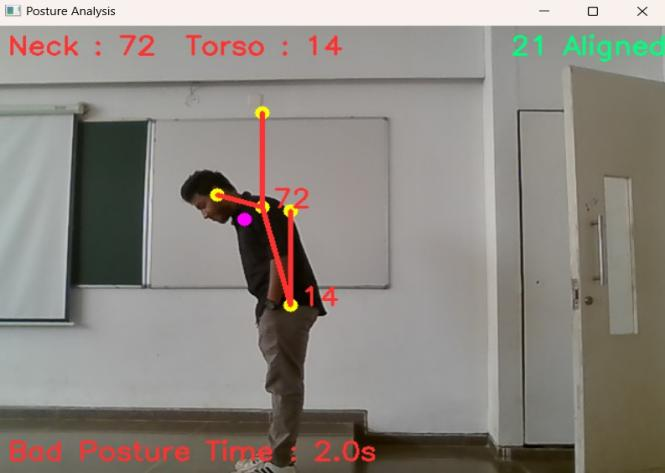 Posture Analysis
Neck : 72 Torso : 14
21 Aligned
72
14
Bad Posture Time : 2.0s